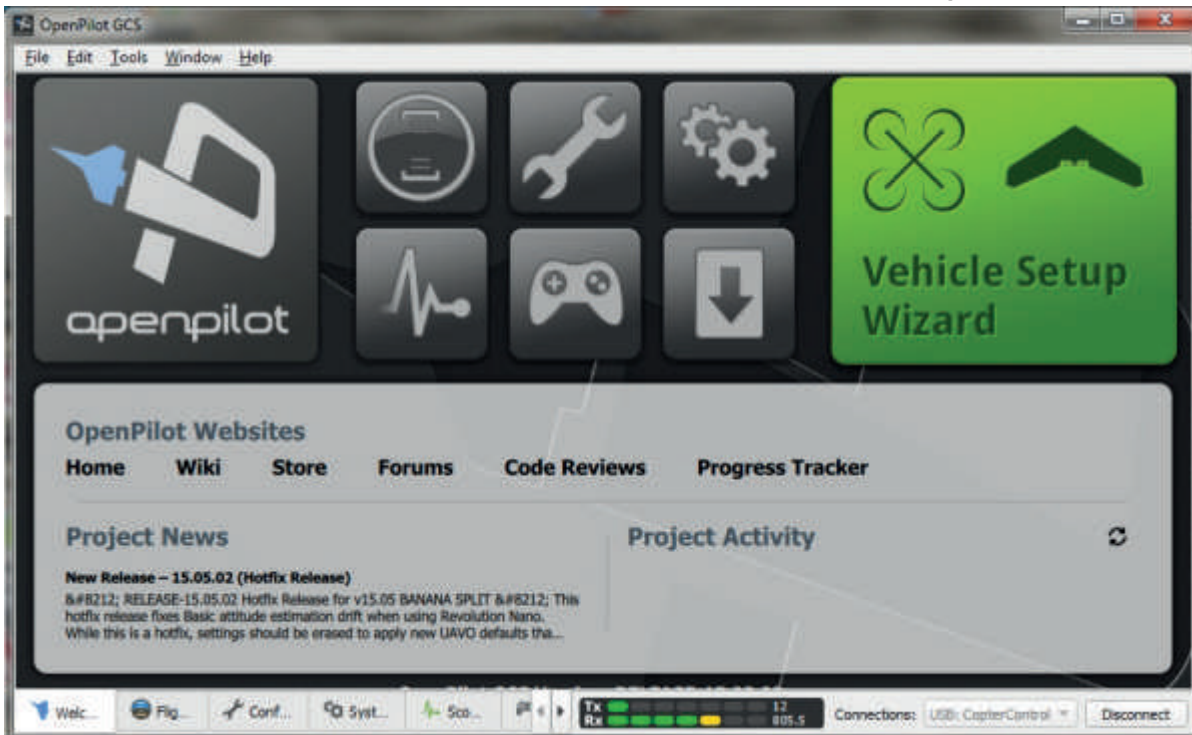 OpenPilot GCS
File Edit Tools Window Help
openpilot
Vehicle Setup
Wizard
OpenPilot Websites
Home Wiki Store Forums Code Reviews Progress Tracker
Project News
Project Activity
New Release – 15.05.02 (Hotfix Release)
&#8212; RELEASE-15.05.02 Hotfix Release for v15.05 BANANA SPLIT &#8212; This
hotfix release fixes Basic attitude estimation drift when using Revolution Nano.
While this is a hotfix, settings should be erased to apply new UAVO defaults tha...
Welc... Flig... Conf... Syst... Sco...
Tx 12
Rx 805.5
Connections: USB: CopterControl Disconnect